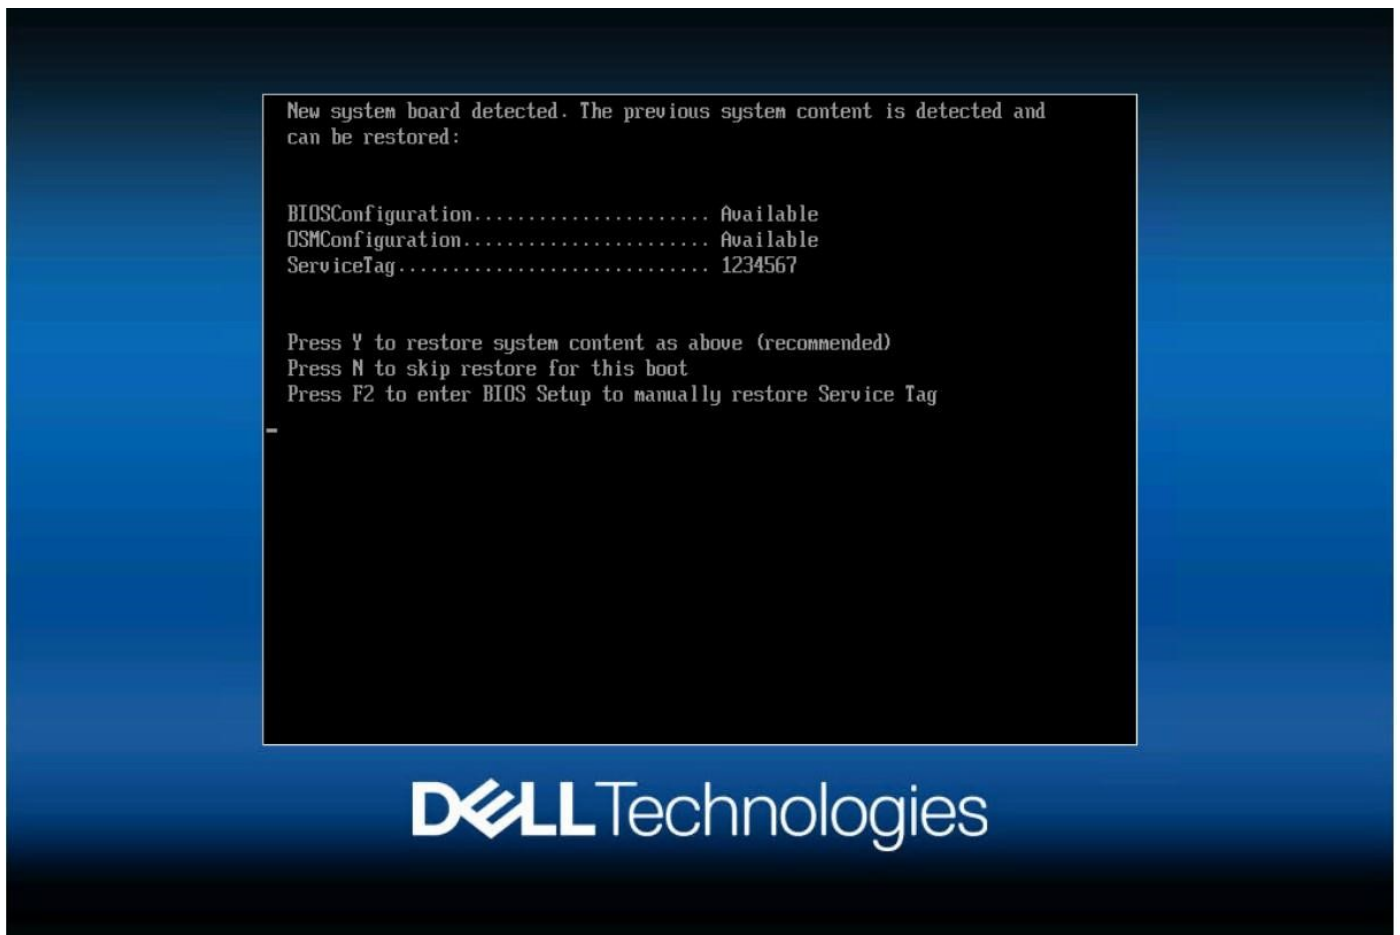 New system board detected. The previous system content is detected and
can be restored:
BIOSConfiguration...................... Available
OSMConfiguration....................... Available
ServiceTag............................. 1234567
Press Y to restore system content as above (recommended)
Press N to skip restore for this boot
Press F2 to enter BIOS Setup to manually restore Service Tag
DELL Technologies